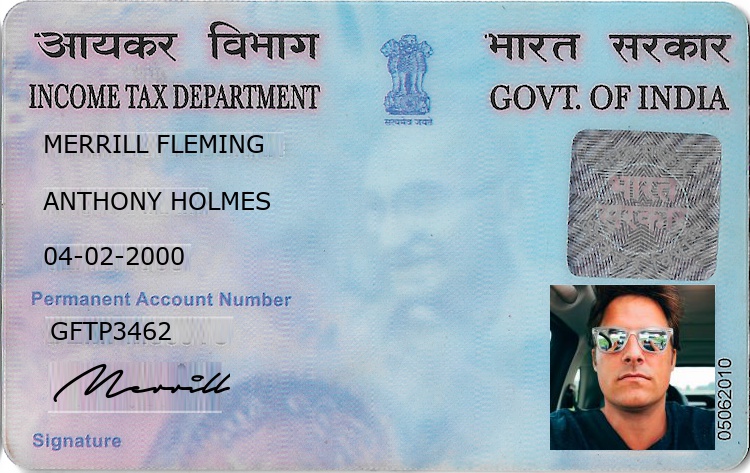 आयकर विभाग
भारत सरकार
INCOME TAX DEPARTMENT
GOVT. OF INDIA
सत्यमेव जयते
MERRILL FLEMING
भारत सरकार
ANTHONY HOLMES
04-02-2000
Permanent Account Number
GFTP3462
Merrill
Signature
05062010